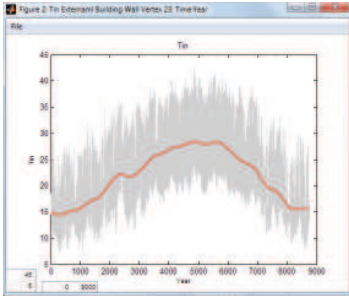 Figure 2: Tin External Building Wall Vertex 23: Time:Year
File
Tin
45
40
35
30
25
20
15
10
5
Tin
0 1000 2000 3000 4000 5000 6000 7000 8000 9000
Year
45
5
0 9000